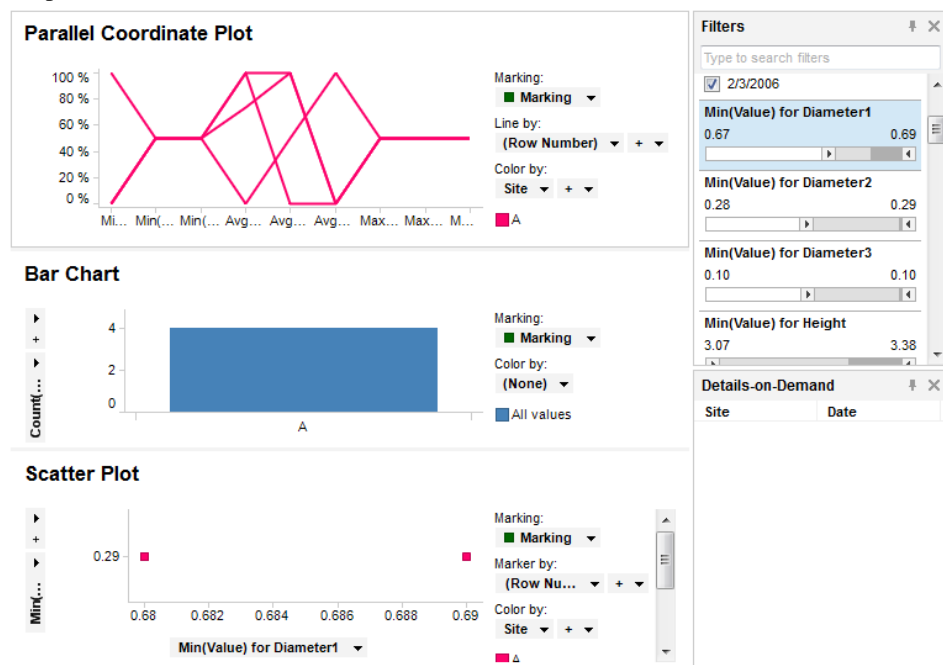 Parallel Coordinate Plot
100 %
80 %
60 %
40 %
20 %
0 %
Mi... Min(... Min(... Avg... Avg... Avg... Max... Max... M...
Marking:
Marking
Line by:
(Row Number) +
Color by:
Site +
A
Bar Chart
+
Count(...
4
2
0
A
Marking:
Marking
Color by:
(None)
All values
Scatter Plot
+
Min(...
0.29
0.68 0.682 0.684 0.686 0.688 0.69
Min(Value) for Diameter1
Marking:
Marking
Marker by:
(Row Nu... +
Color by:
Site +
A
Filters
Type to search filters
2/3/2006
Min(Value) for Diameter1
0.67 0.69
Min(Value) for Diameter2
0.28 0.29
Min(Value) for Diameter3
0.10 0.10
Min(Value) for Height
3.07 3.38
Details-on-Demand
Site Date